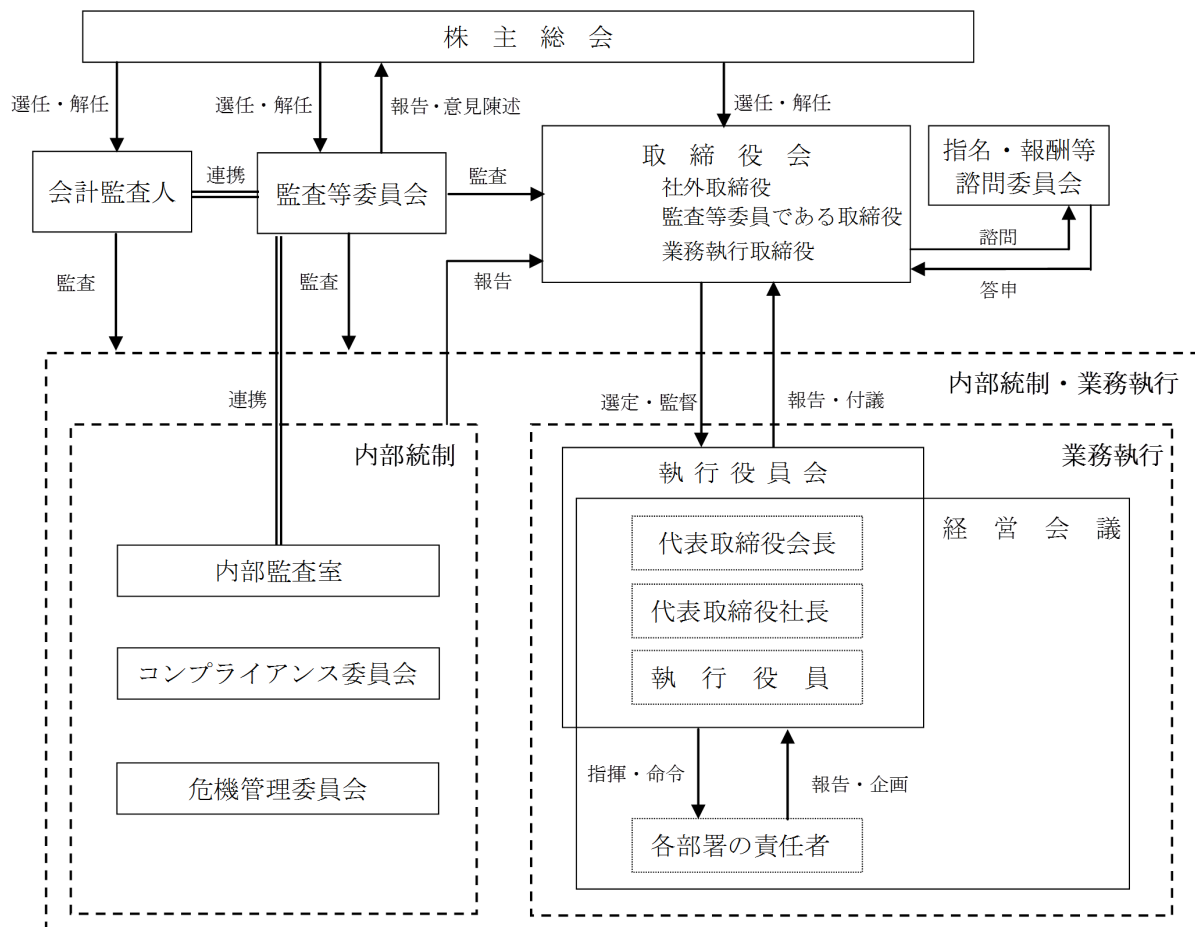 株主総会
選任・解任
選任・解任
報告・意見陳述
選任・解任
会計監査人
連携
監査等委員会
監査
取締役会
社外取締役
監査等委員である取締役
業務執行取締役
指名・報酬等
諮問委員会
諮問
答申
監査
監査
報告
内部統制・業務執行
連携
選定・監督
報告・付議
内部統制
業務執行
執行役員会
経営会議
代表取締役会長
代表取締役社長
執行役員
内部監査室
コンプライアンス委員会
危機管理委員会
指揮・命令
報告・企画
各部署の責任者